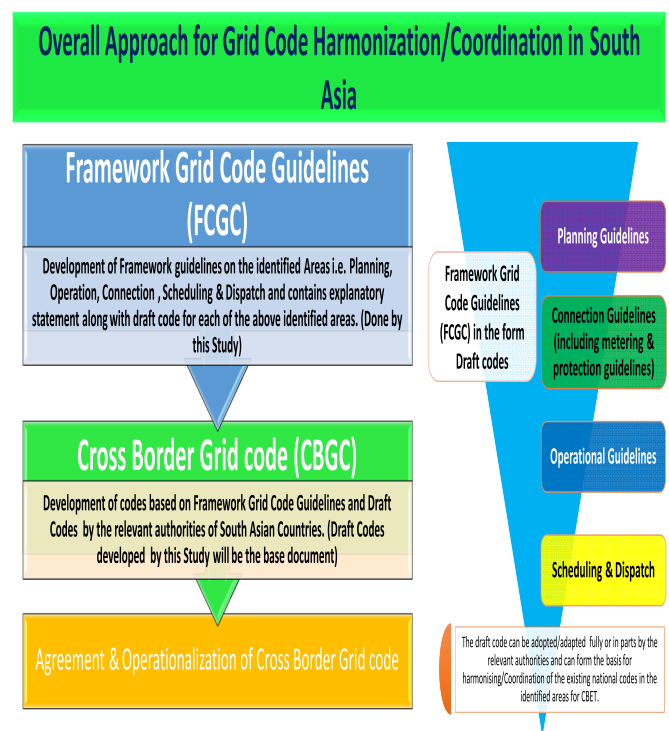 Overall Approach for Grid Code Harmonization/Coordination in South
Asia
Framework Grid Code Guidelines
(FCGC)
Development of Framework guidelines on the identified Areas i.e. Planning,
Operation, Connection , Scheduling & Dispatch and contains explanatory
statement along with draft code for each of the above identified areas. (Done by
this Study)
Cross Border Grid code (CBGC)
Development of codes based on Framework Grid Code Guidelines and Draft
Codes by the relevant authorities of South Asian Countries. (Draft Codes
developed by this Study will be the base document)
Agreement & Operationalization of Cross Border Grid code
Framework Grid
Code Guidelines
(FCGC) in the form
Draft codes
Planning Guidelines
Connection Guidelines
(including metering &
protection guidelines)
Operational Guidelines
Scheduling & Dispatch
The draft code can be adopted/adapted fully or in parts by the
relevant authorities and can form the basis for
harmonising/Coordination of the existing national codes in the
identified areas for CBET.